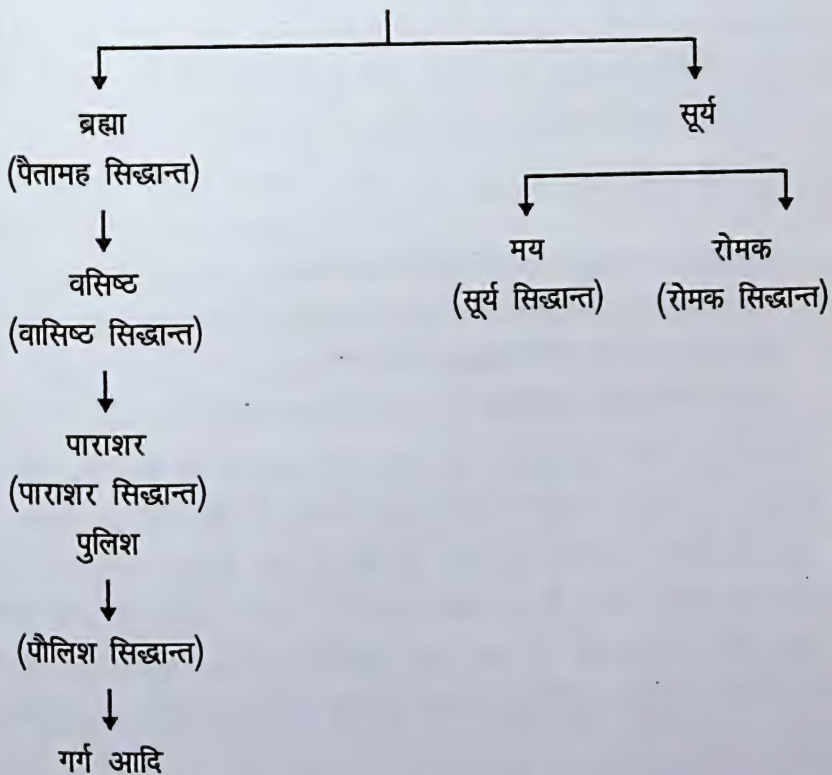 ब्रह्मा
(पैतामह सिद्धान्त)
वसिष्ट
(वासिष्ट सिद्धान्त)
पाराशर
(पाराशर सिद्धान्त)
पुलिश
(पौलिश सिद्धान्त)
गर्ग आदि
सूर्य
मय रोमक
(सूर्य सिद्धान्त) (रोमक सिद्धान्त)